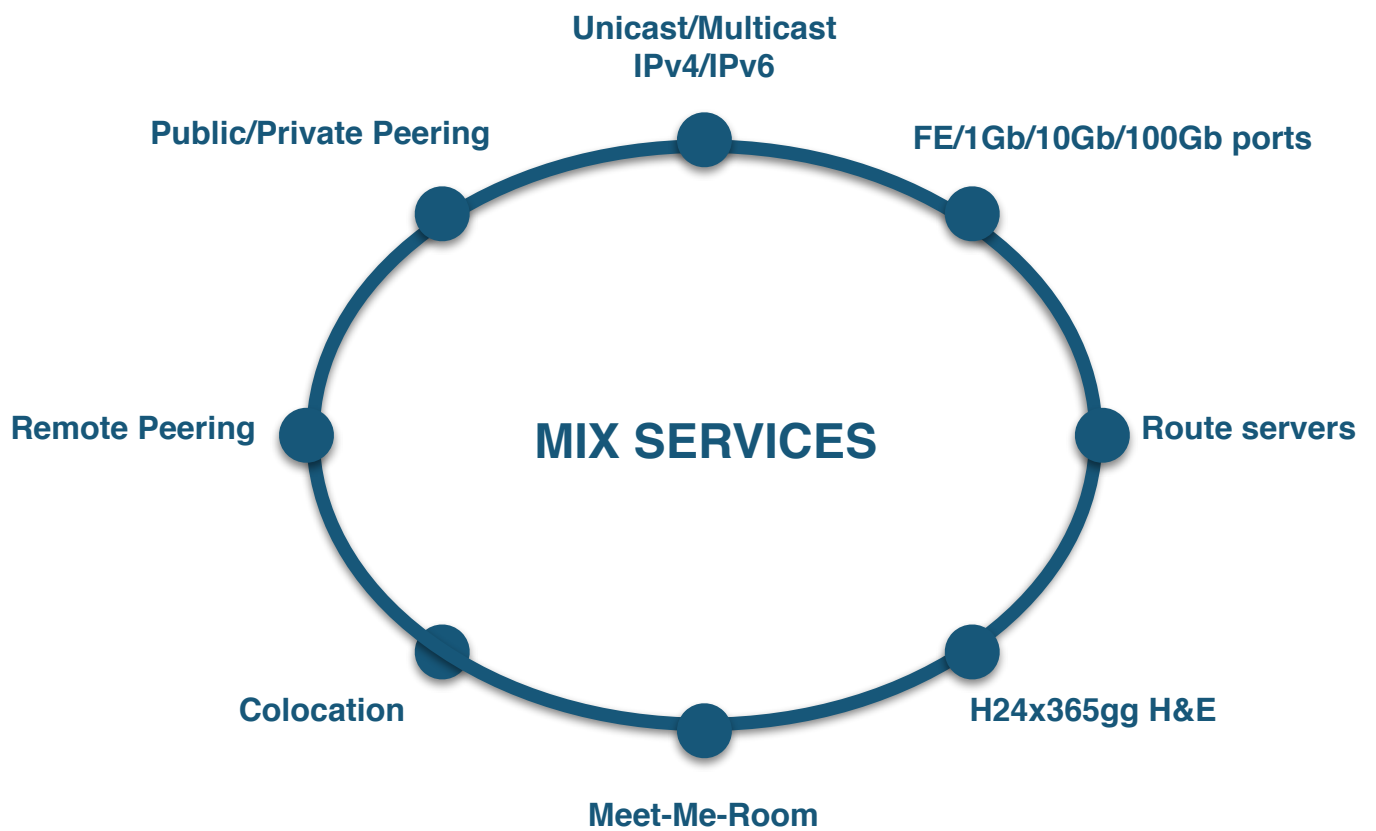 Unicast/Multicast
IPv4/IPv6
Public/Private Peering
FE/1Gb/10Gb/100Gb ports
Remote Peering
MIX SERVICES
Route servers
Colocation
H24x365gg H&E
Meet-Me-Room